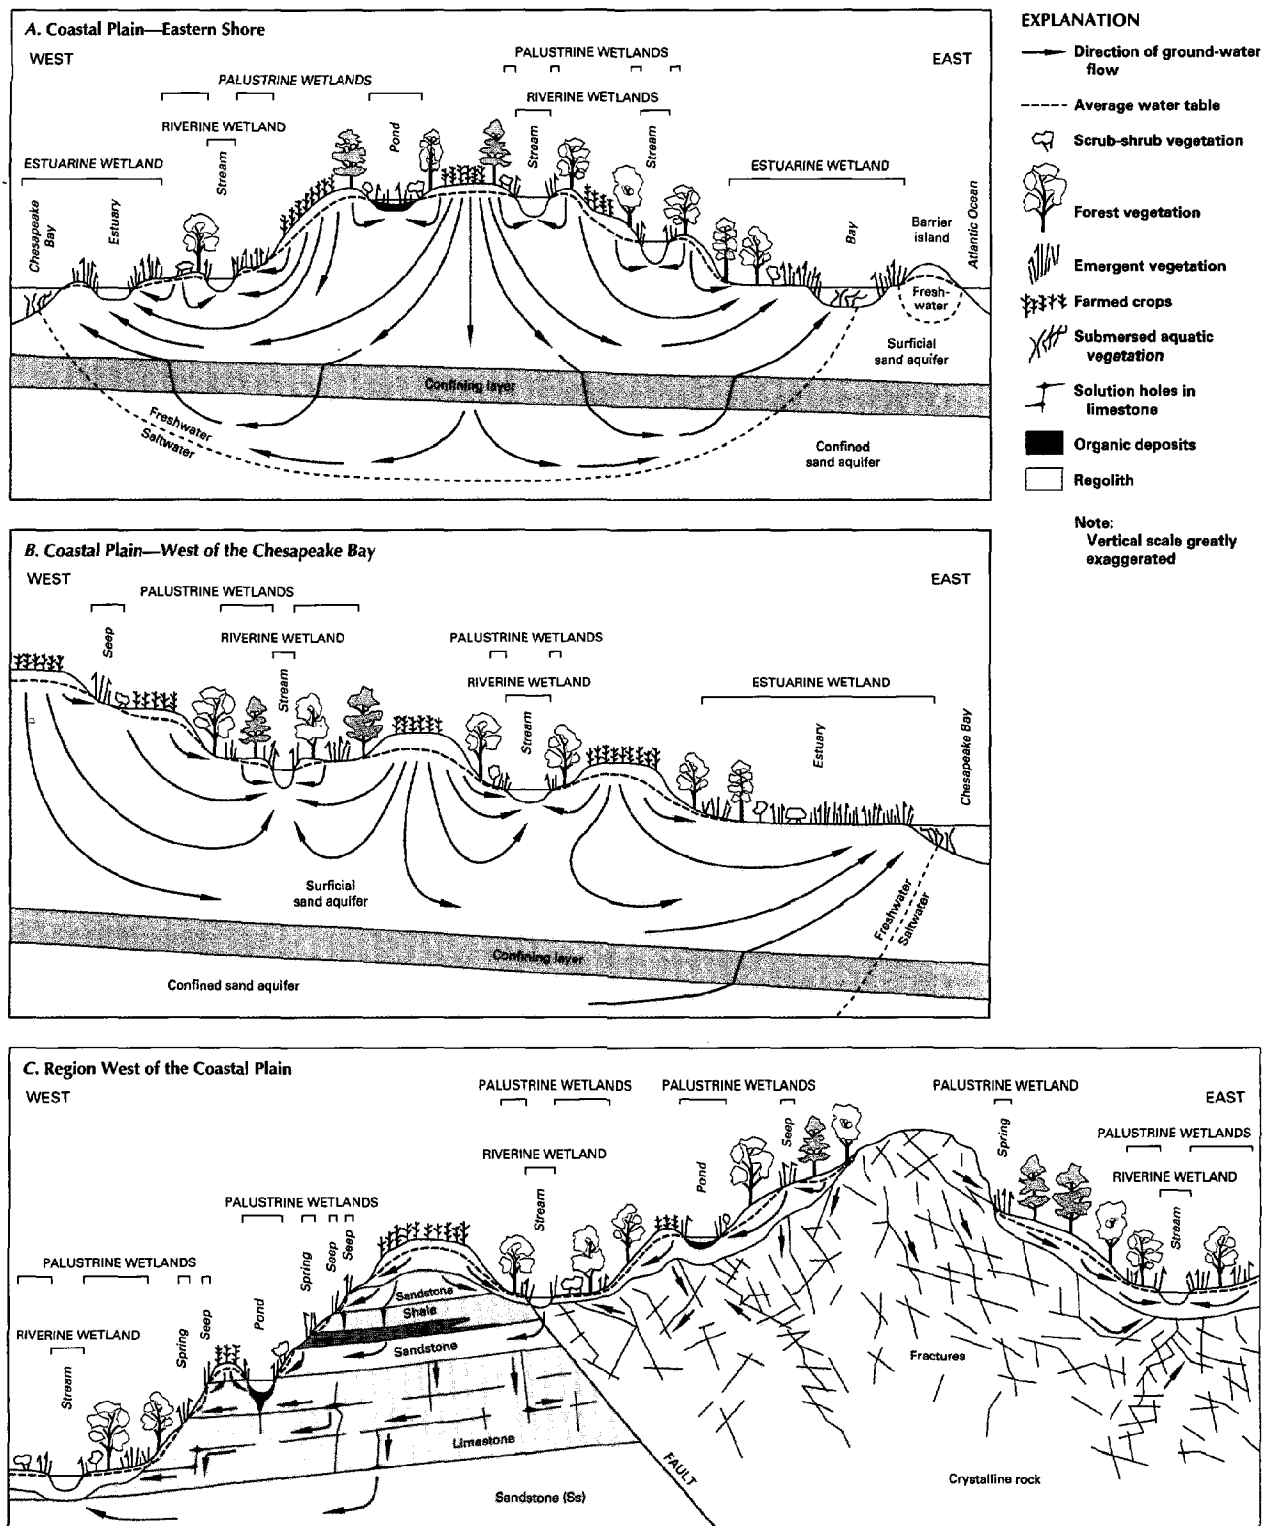 A. Coastal Plain—Eastern Shore
WEST
EAST
PALUSTRINE WETLANDS
PALUSTRINE WETLANDS
RIVERINE WETLANDS
RIVERINE WETLAND
ESTUARINE WETLAND
ESTUARINE WETLAND
Chesapeake
Bay
Estuary
Stream
Pond
Stream
Stream
Bay
Barrier
island
Atlantic Ocean
Fresh-
water
Surficial
sand aquifer
Confining layer
Freshwater
Saltwater
Confined
sand aquifer
EXPLANATION
Direction of ground-water
flow
Average water table
Scrub-shrub vegetation
Forest vegetation
Emergent vegetation
Farmed crops
Submersed aquatic
vegetation
Solution holes in
limestone
Organic deposits
Regolith
Note:
Vertical scale greatly
exaggerated
B. Coastal Plain—West of the Chesapeake Bay
WEST
EAST
PALUSTRINE WETLANDS
RIVERINE WETLAND
PALUSTRINE WETLANDS
RIVERINE WETLAND
ESTUARINE WETLAND
Seep
Stream
Stream
Estuary
Chesapeake Bay
Surficial
sand aquifer
Freshwater
Saltwater
Confining layer
Confined sand aquifer
C. Region West of the Coastal Plain
WEST
EAST
PALUSTRINE WETLANDS
PALUSTRINE WETLANDS
PALUSTRINE WETLAND
PALUSTRINE WETLANDS
RIVERINE WETLAND
RIVERINE WETLAND
PALUSTRINE WETLANDS
PALUSTRINE WETLANDS
RIVERINE WETLAND
Stream
Spring
Seep
Pond
Spring
Seep
Seep
Stream
Pond
Seep
Spring
Stream
Sandstone
Shale
Sandstone
Limestone
Sandstone (Ss)
FAULT
Fractures
Crystalline rock